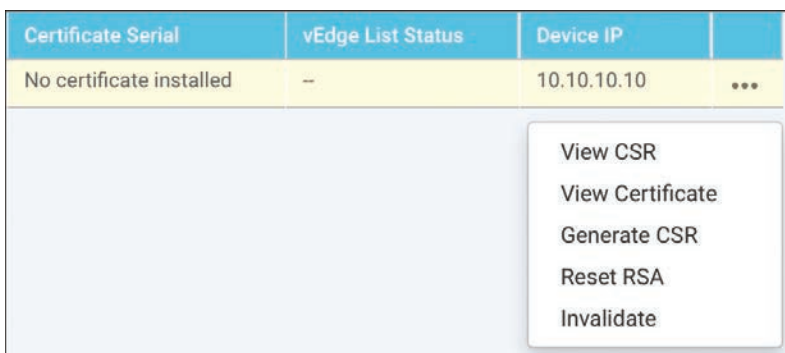 Certificate Serial vEdge List Status Device IP
No certificate installed -- 10.10.10.10 •••
View CSR
View Certificate
Generate CSR
Reset RSA
Invalidate